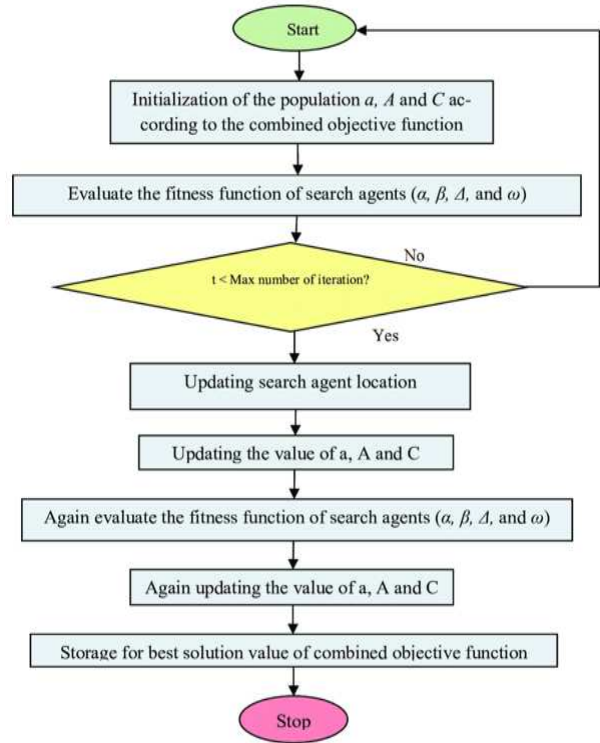 Start
Initialization of the population a, A and C ac-
cording to the combined objective function
Evaluate the fitness function of search agents (α, β, Δ, and ω)
No
t < Max number of iteration?
Yes
Updating search agent location
Updating the value of a, A and C
Again evaluate the fitness function of search agents (α, β, Δ, and ω)
Again updating the value of a, A and C
Storage for best solution value of combined objective function
Stop